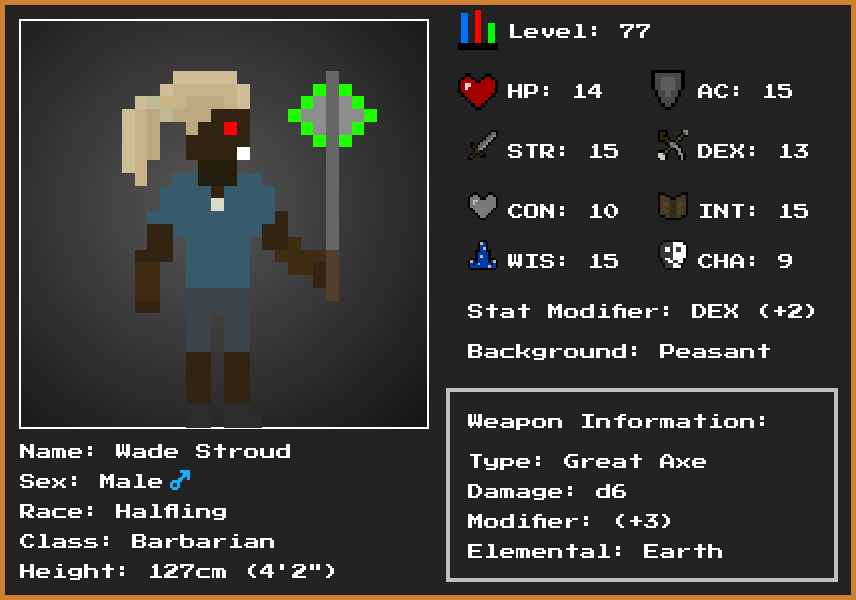 Level: 77
HP: 14
AC: 15
STR: 15
DEX: 13
CON: 10
INT: 15
WIS: 15
CHA: 9
Stat Modifier: DEX (+2)
Background: Peasant
Weapon Information:
Type: Great Axe
Damage: d6
Modifier: (+3)
Elemental: Earth
Name: Wade Stroud
Sex: Male ♂
Race: Halfling
Class: Barbarian
Height: 127cm (4'2")